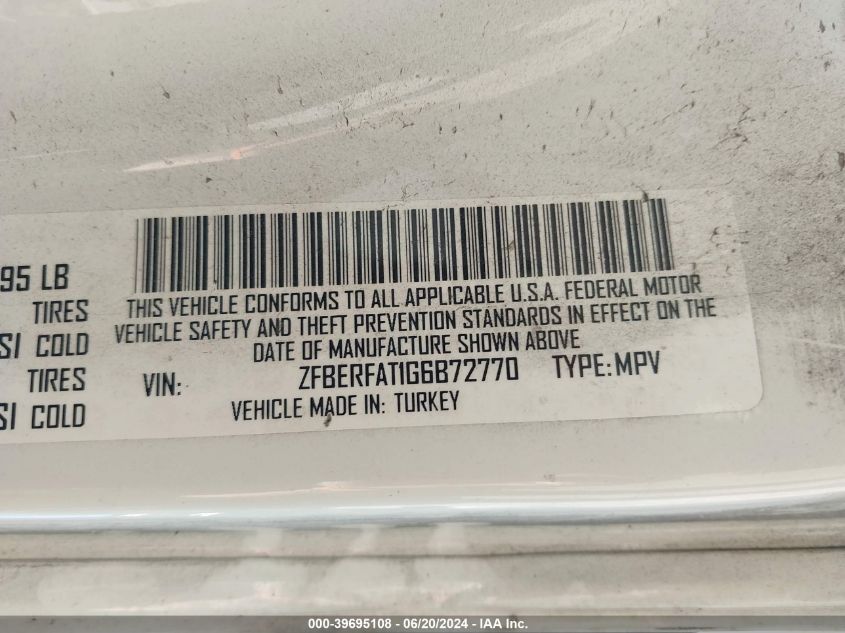 95 LB
TIRES
SI COLD
TIRES
SI COLD
THIS VEHICLE CONFORMS TO ALL APPLICABLE U.S.A. FEDERAL MOTOR
VEHICLE SAFETY AND THEFT PREVENTION STANDARDS IN EFFECT ON THE
DATE OF MANUFACTURE SHOWN ABOVE
VIN: ZFBERFAT1G6B72770 TYPE: MPV
VEHICLE MADE IN: TURKEY
000-39695108 - 06/20/2024 - IAA Inc.